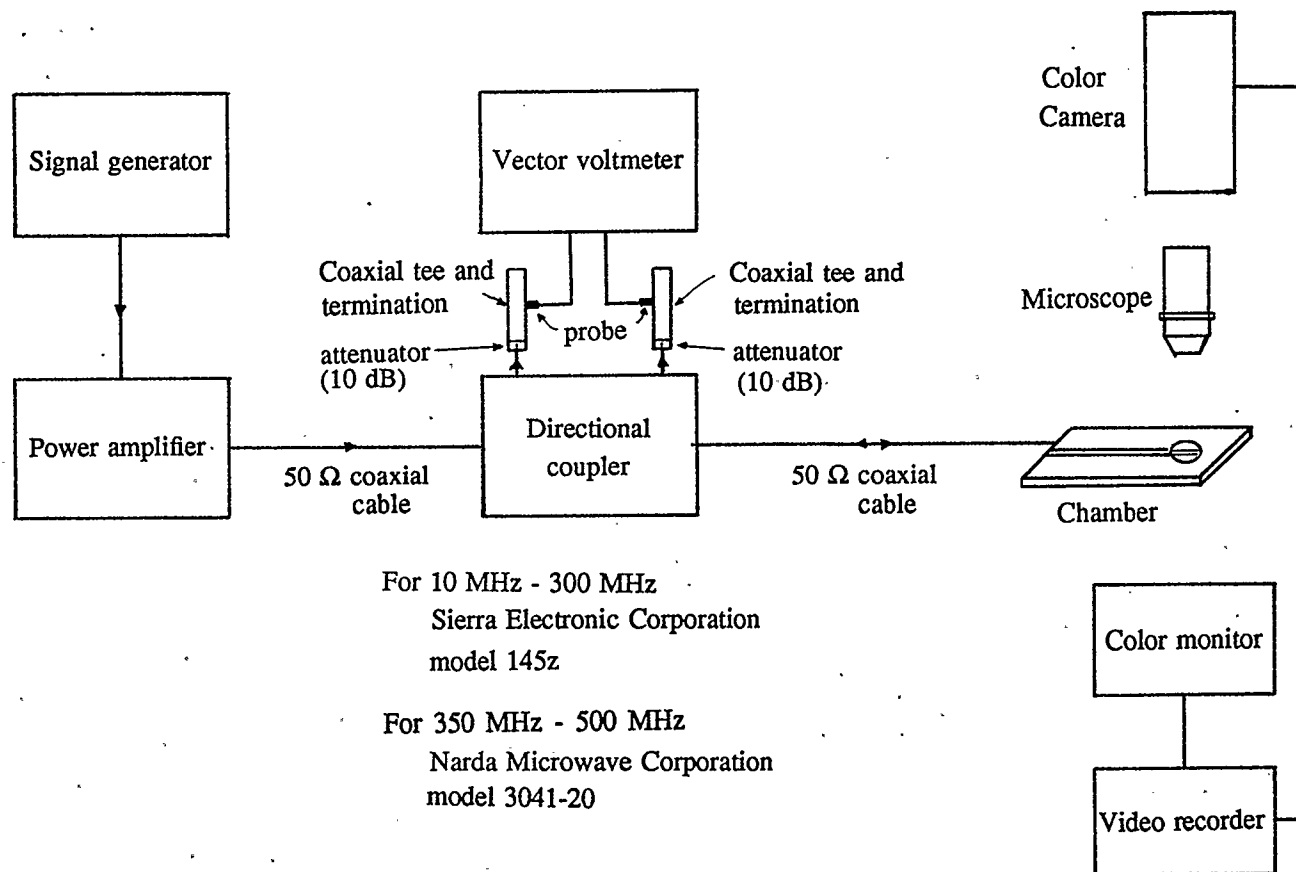 Color
Camera
Signal generator
Vector voltmeter
Coaxial tee and
termination
Coaxial tee and
termination
probe
Microscope
attenuator
(10 dB)
attenuator
(10 dB)
Power amplifier
Directional
coupler
50 Ω coaxial
cable
50 Ω coaxial
cable
Chamber
For 10 MHz - 300 MHz
Sierra Electronic Corporation
model 145z
For 350 MHz - 500 MHz
Narda Microwave Corporation
model 3041-20
Color monitor
Video recorder